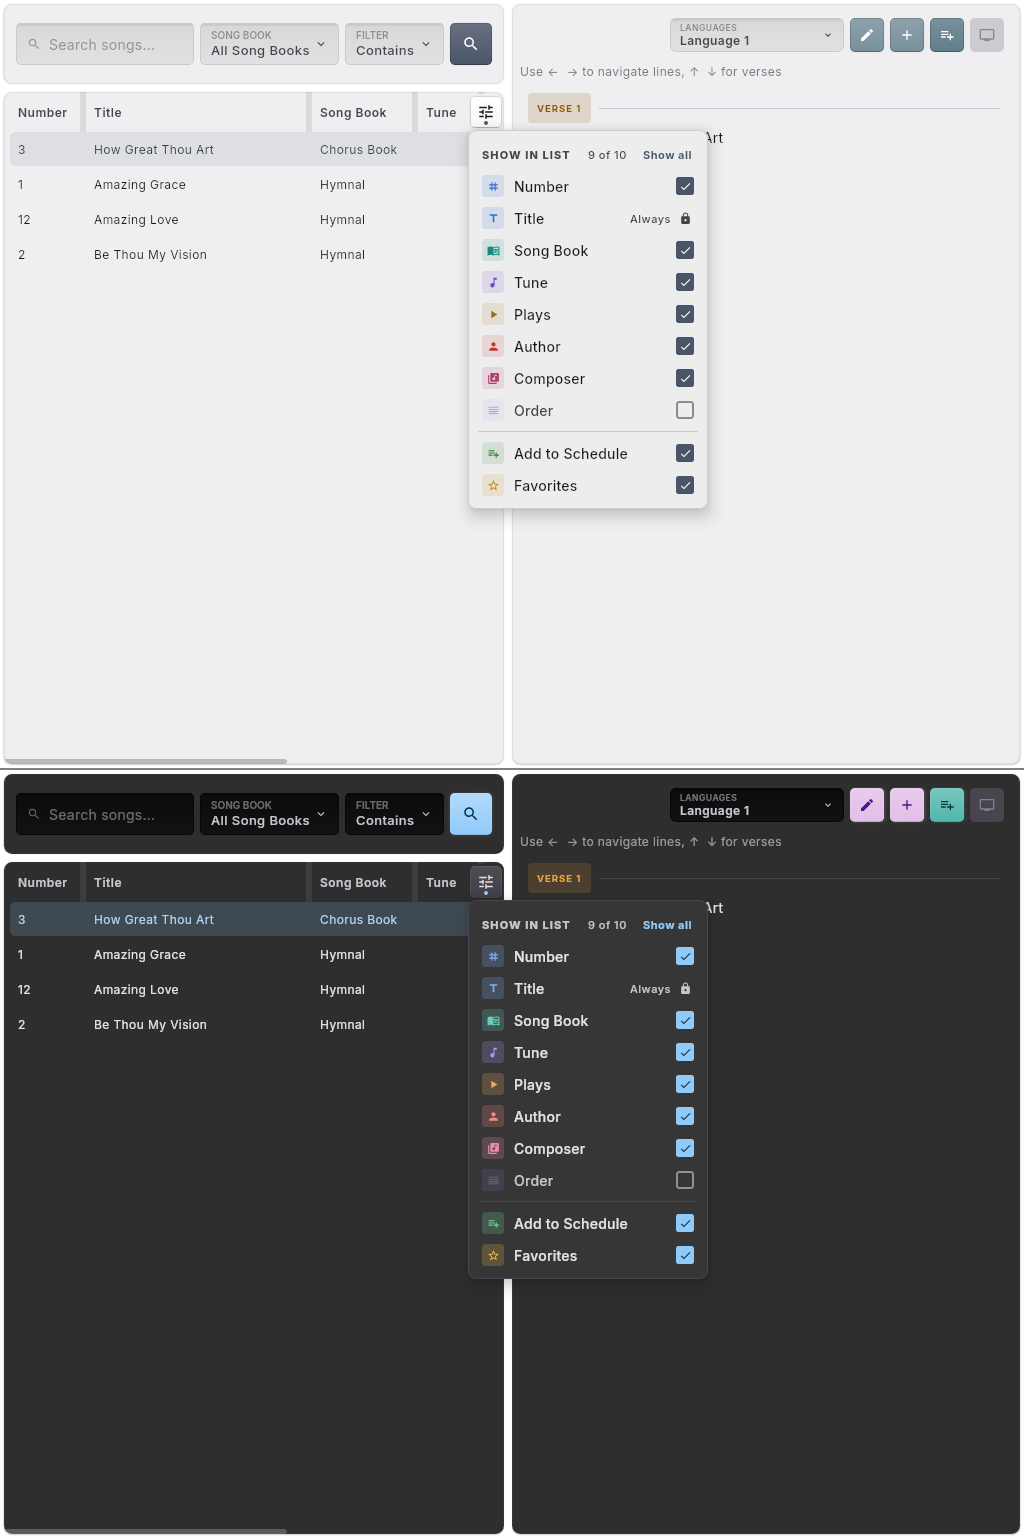 Search songs...
SONG BOOK
All Song Books
FILTER
Contains
LANGUAGES
Language 1
Use ← → to navigate lines, ↑ ↓ for verses
VERSE 1
Art
Number Title Song Book Tune
3 How Great Thou Art Chorus Book
1 Amazing Grace Hymnal
12 Amazing Love Hymnal
2 Be Thou My Vision Hymnal
SHOW IN LIST 9 of 10 Show all
Number
Title Always
Song Book
Tune
Plays
Author
Composer
Order
Add to Schedule
Favorites
Search songs...
SONG BOOK
All Song Books
FILTER
Contains
LANGUAGES
Language 1
Use ← → to navigate lines, ↑ ↓ for verses
VERSE 1
Art
Number Title Song Book Tune
3 How Great Thou Art Chorus Book
1 Amazing Grace Hymnal
12 Amazing Love Hymnal
2 Be Thou My Vision Hymnal
SHOW IN LIST 9 of 10 Show all
Number
Title Always
Song Book
Tune
Plays
Author
Composer
Order
Add to Schedule
Favorites